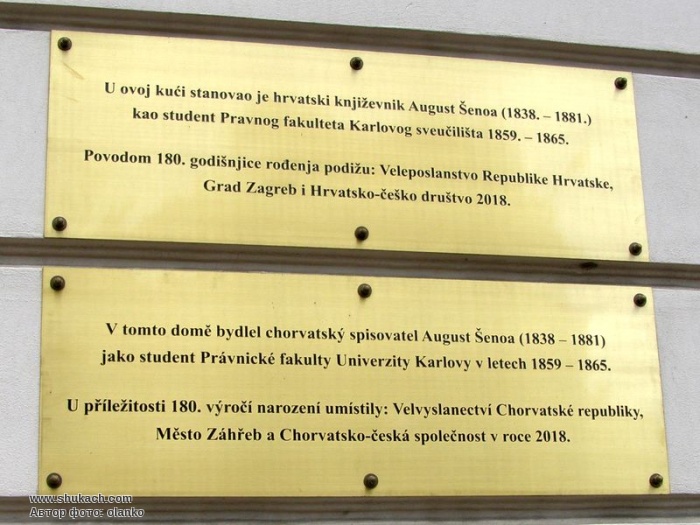 U ovoj kući stanovao je hrvatski književnik August Šenoa (1838. – 1881.)
kao student Pravnog fakulteta Karlovog sveučilišta 1859. – 1865.
Povodom 180. godišnjice rođenja podižu: Veleposlanstvo Republike Hrvatske,
Grad Zagreb i Hrvatsko-češko društvo 2018.
V tomto domě bydlel chorvatský spisovatel August Šenoa (1838 – 1881)
jako student Právnické fakulty Univerzity Karlovy v letech 1859 – 1865.
U příležitosti 180. výročí narození umístily: Velvyslanectví Chorvatské republiky,
Město Záhřeb a Chorvatsko-česká společnost v roce 2018.
www.shukach.com
Автор фото: olanko